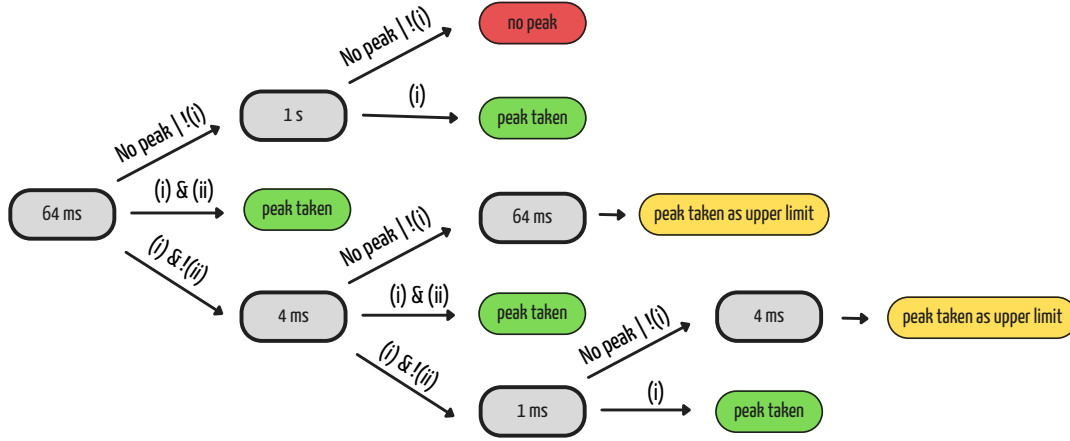 no peak
No peak | !(i)
(i)
1 s
peak taken
No peak | !(i)
(i) & (ii)
64 ms
peak taken
64 ms
peak taken as upper limit
No peak | !(i)
(i) & !(ii)
(i) & (ii)
4 ms
peak taken
4 ms
peak taken as upper limit
No peak | !(i)
(i) & !(ii)
(i)
1 ms
peak taken